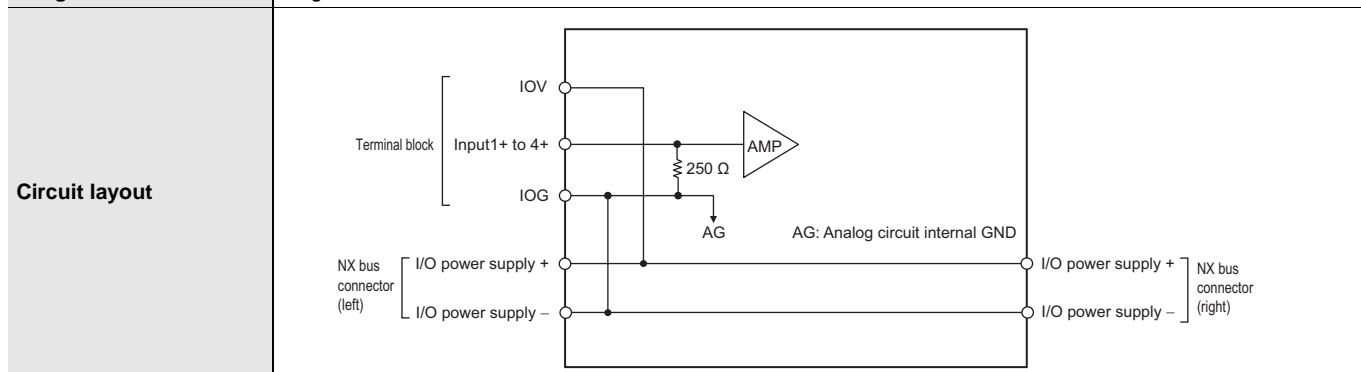 Circuit layout
IOV
Terminal block
Input1+ to 4+
AMP
250 Ω
IOG
AG
AG: Analog circuit internal GND
NX bus
connector
(left)
I/O power supply +
I/O power supply –
I/O power supply +
I/O power supply –
NX bus
connector
(right)